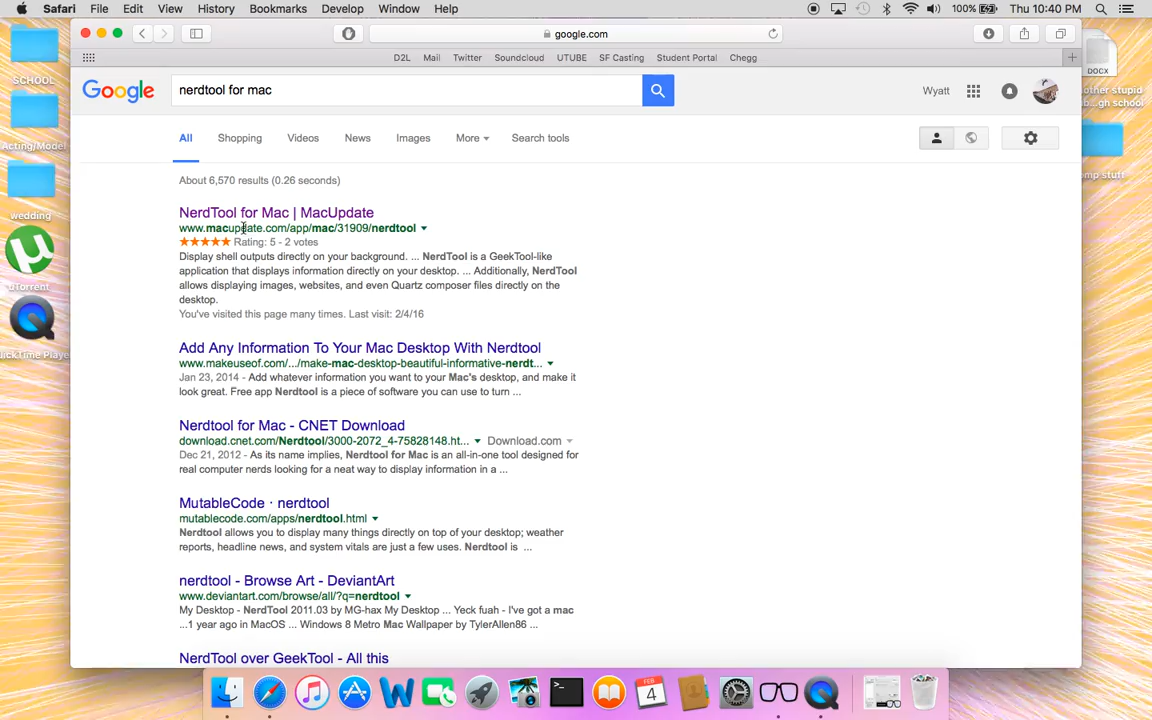 Safari File Edit View History Bookmarks Develop Window Help 100% Thu 10:40 PM
google.com
D2L Mail Twitter Soundcloud UTUBE SF Casting Student Portal Chegg
SCHOOL
Acting/Model
wedding
uTorrent
DOCX
Google nerdtool for mac Wyatt
All Shopping Videos News Images More Search tools
About 6,570 results (0.26 seconds)
NerdTool for Mac | MacUpdate
www.macupdate.com/app/mac/31909/nerdtool
Rating: 5 - 2 votes
Display shell outputs directly on your background. ... NerdTool is a GeekTool-like
application that displays information directly on your desktop. ... Additionally, NerdTool
allows displaying images, websites, and even Quartz composer files directly on the
desktop.
You've visited this page many times. Last visit: 2/4/16
Add Any Information To Your Mac Desktop With Nerdtool
www.makeuseof.com/.../make-mac-desktop-beautiful-informative-nerdt...
Jan 23, 2014 - Add whatever information you want to your Mac's desktop, and make it
look great. Free app Nerdtool is a piece of software you can use to turn ...
Nerdtool for Mac - CNET Download
download.cnet.com/Nerdtool/3000-2072_4-75828148.ht... Download.com
Dec 21, 2012 - As its name implies, Nerdtool for Mac is an all-in-one tool designed for
real computer nerds looking for a neat way to display information in a ...
MutableCode · nerdtool
mutablecode.com/apps/nerdtool.html
Nerdtool allows you to display many things directly on top of your desktop; weather
reports, headline news, and system vitals are just a few uses. Nerdtool is ...
nerdtool - Browse Art - DeviantArt
www.deviantart.com/browse/all/?q=nerdtool
My Desktop - NerdTool 2011.03 by MG-hax My Desktop ... Yeck fuah - I've got a mac
...1 year ago in MacOS ... Windows 8 Metro Mac Wallpaper by TylerAllen86 ...
NerdTool over GeekTool - All this
other stupid
gh school
mp stuff
ickTime Playe
FEB
4